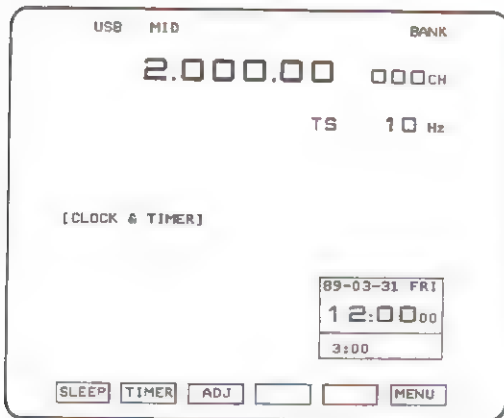 USB MID BANK
2.000.00 000CH
TS 10 Hz
[CLOCK & TIMER]
89-03-31 FRI
12:0000
3:00
SLEEP TIMER ADJ MENU